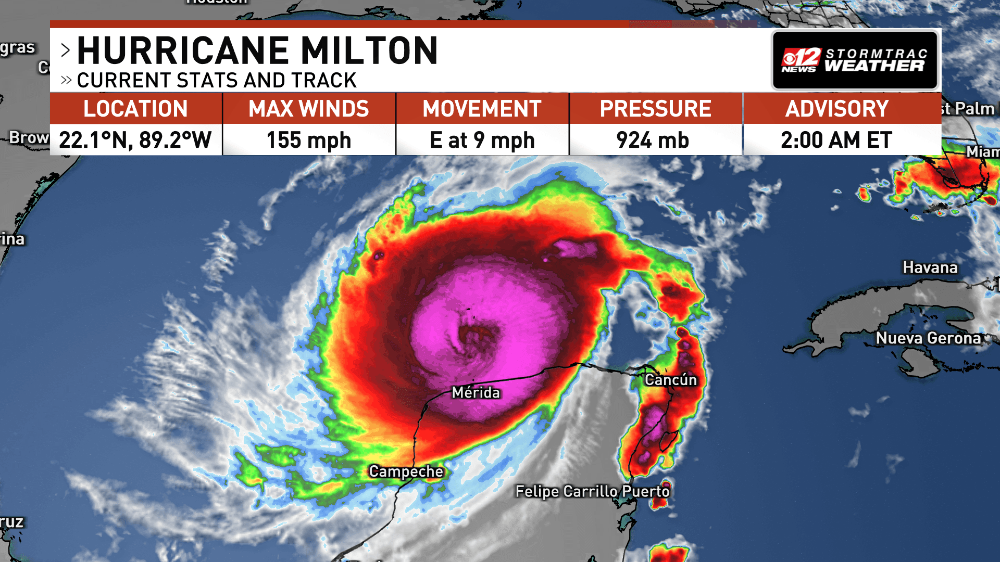 Houston
gras
HURRICANE MILTON
CURRENT STATS AND TRACK
12
NEWS
STORMTRAC
WEATHER
LOCATION MAX WINDS MOVEMENT PRESSURE ADVISORY
22.1°N, 89.2°W 155 mph E at 9 mph 924 mb 2:00 AM ET
st Palm
Brow
Miam
ina
Havana
Nueva Gerona
Cancún
Mérida
Campeche
Felipe Carrillo Puerto
ruz